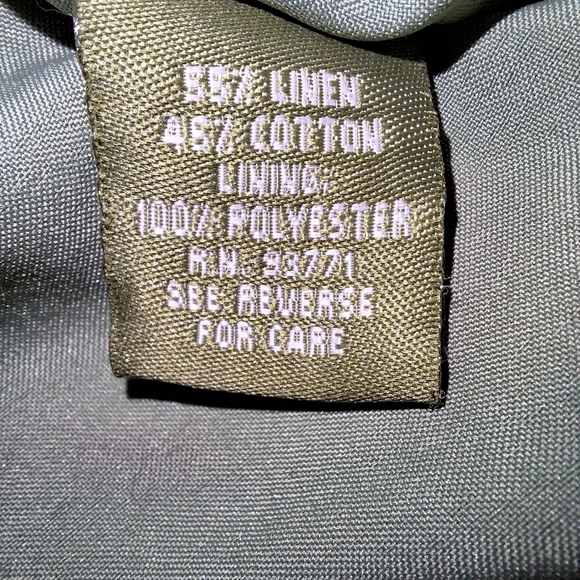 55% LINEN
45% COTTON
LINING:
100% POLYESTER
R.N. 93771
SEE REVERSE
FOR CARE